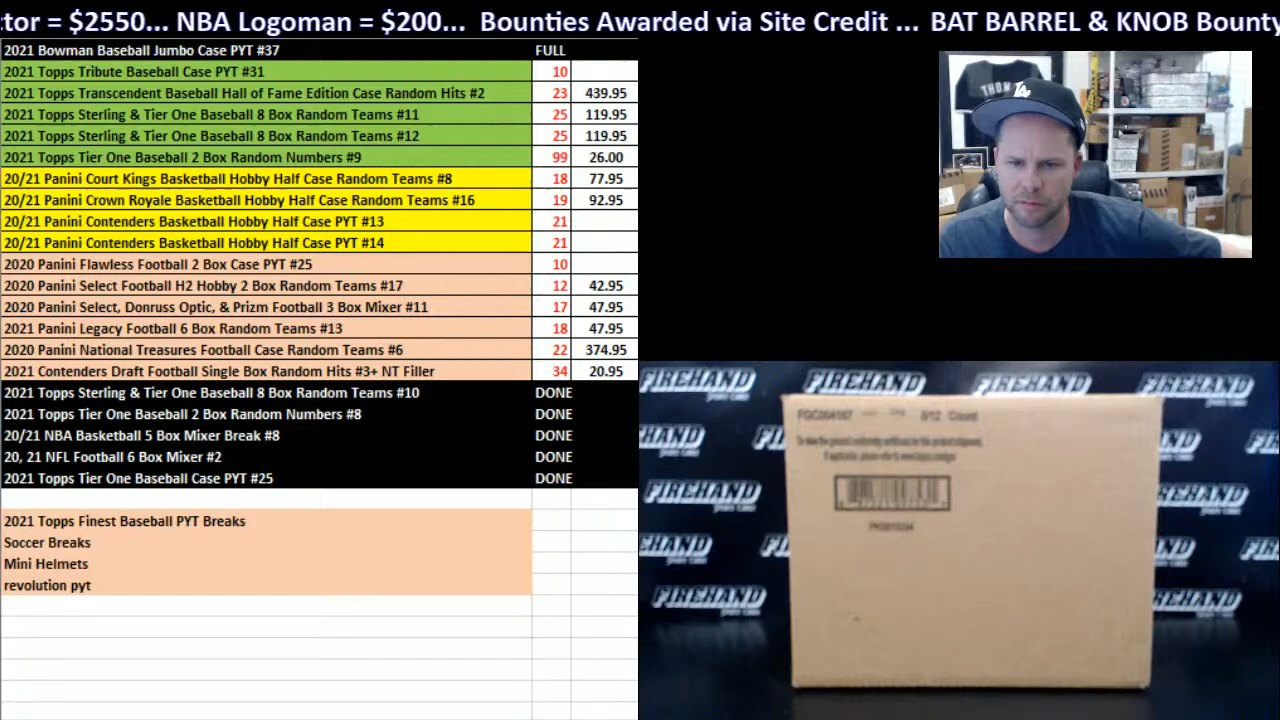 ctor = $2550... NBA Logoman = $200... Bounties Awarded via Site Credit ... BAT BARREL & KNOB Bounty
2021 Bowman Baseball Jumbo Case PYT #37 FULL
2021 Topps Tribute Baseball Case PYT #31 10
2021 Topps Transcendent Baseball Hall of Fame Edition Case Random Hits #2 23 439.95
2021 Topps Sterling & Tier One Baseball 8 Box Random Teams #11 25 119.95
2021 Topps Sterling & Tier One Baseball 8 Box Random Teams #12 25 119.95
2021 Topps Tier One Baseball 2 Box Random Numbers #9 99 26.00
20/21 Panini Court Kings Basketball Hobby Half Case Random Teams #8 18 77.95
20/21 Panini Crown Royale Basketball Hobby Half Case Random Teams #16 19 92.95
20/21 Panini Contenders Basketball Hobby Half Case PYT #13 21
20/21 Panini Contenders Basketball Hobby Half Case PYT #14 21
2020 Panini Flawless Football 2 Box Case PYT #25 10
2020 Panini Select Football H2 Hobby 2 Box Random Teams #17 12 42.95
2020 Panini Select, Donruss Optic, & Prizm Football 3 Box Mixer #11 17 47.95
2021 Panini Legacy Football 6 Box Random Teams #13 18 47.95
2020 Panini National Treasures Football Case Random Teams #6 22 374.95
2021 Contenders Draft Football Single Box Random Hits #3+ NT Filler 34 20.95
2021 Topps Sterling & Tier One Baseball 8 Box Random Teams #10 DONE
2021 Topps Tier One Baseball 2 Box Random Numbers #8 DONE
20/21 NBA Basketball 5 Box Mixer Break #8 DONE
20, 21 NFL Football 6 Box Mixer #2 DONE
2021 Topps Tier One Baseball Case PYT #25 DONE
2021 Topps Finest Baseball PYT Breaks
Soccer Breaks
Mini Helmets
revolution pyt
THOM
LA
FIREHAND FIREHAND FIREHAND FIREHAND
Count
FIREHAND
FIREHAND
FIREHAND
FIREHAND